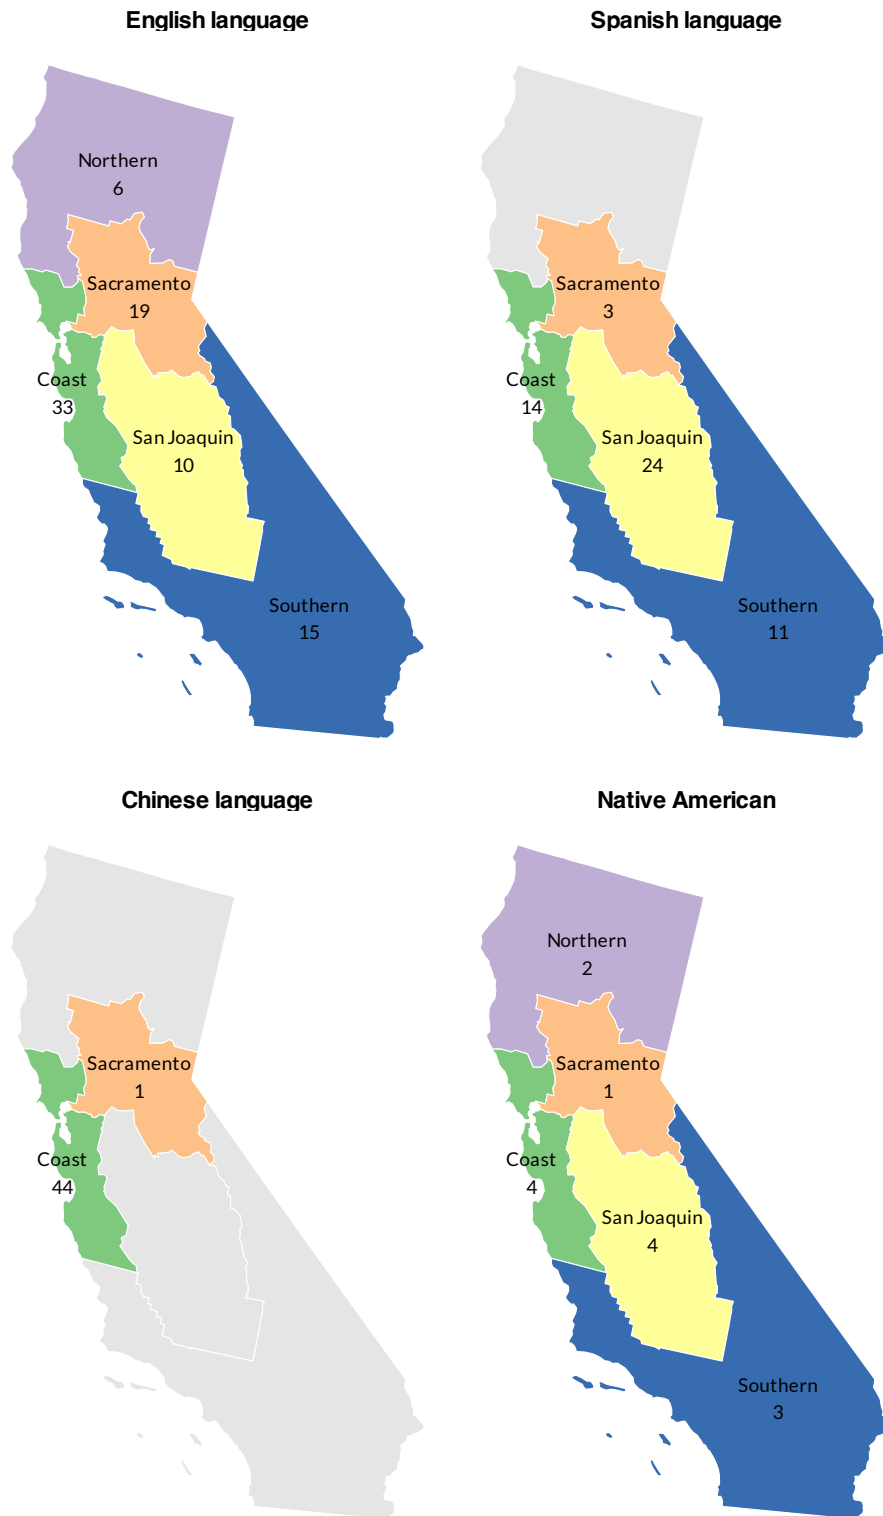 English language
Northern
6
Sacramento
19
Coast
33
San Joaquin
10
Southern
15
Spanish language
Sacramento
3
Coast
14
San Joaquin
24
Southern
11
Chinese language
Sacramento
1
Coast
44
Native American
Northern
2
Sacramento
1
Coast
4
San Joaquin
4
Southern
3